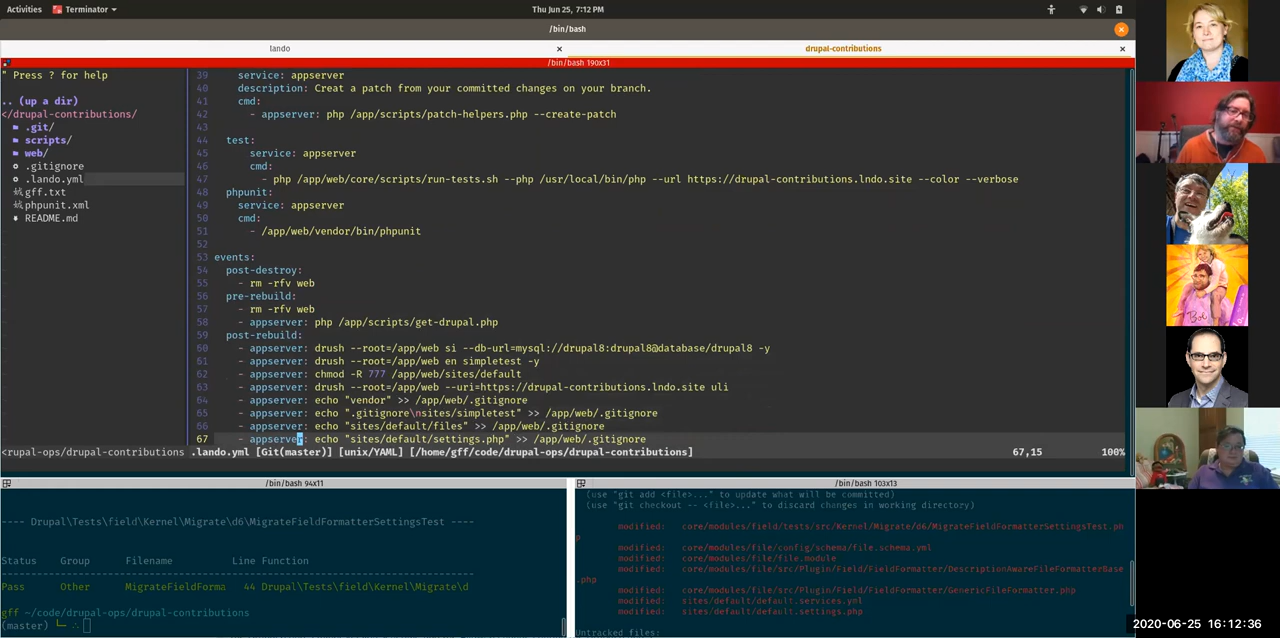 Activities Terminator Thu Jun 25, 7:12 PM
/bin/bash
lando × drupal-contributions ×
/bin/bash 190x31
" Press ? for help
.. (up a dir)
</drupal-contributions/
.git/
scripts/
web/
.gitignore
.lando.yml
gff.txt
phpunit.xml
README.md
39 service: appserver
40 description: Creat a patch from your committed changes on your branch.
41 cmd:
42 - appserver: php /app/scripts/patch-helpers.php --create-patch
43
44 test:
45 service: appserver
46 cmd:
47 - php /app/web/core/scripts/run-tests.sh --php /usr/local/bin/php --url https://drupal-contributions.lndo.site --color --verbose
48 phpunit:
49 service: appserver
50 cmd:
51 - /app/web/vendor/bin/phpunit
52
53 events:
54 post-destroy:
55 - rm -rfv web
56 pre-rebuild:
57 - rm -rfv web
58 - appserver: php /app/scripts/get-drupal.php
59 post-rebuild:
60 - appserver: drush --root=/app/web si --db-url=mysql://drupal8:drupal8@database/drupal8 -y
61 - appserver: drush --root=/app/web en simpletest -y
62 - appserver: chmod -R 777 /app/web/sites/default
63 - appserver: drush --root=/app/web --uri=https://drupal-contributions.lndo.site uli
64 - appserver: echo "vendor" >> /app/web/.gitignore
65 - appserver: echo ".gitignore\nsites/simpletest" >> /app/web/.gitignore
66 - appserver: echo "sites/default/files" >> /app/web/.gitignore
67 - appserver: echo "sites/default/settings.php" >> /app/web/.gitignore
<rupal-ops/drupal-contributions .lando.yml [Git(master)] [unix/YAML] [/home/gff/code/drupal-ops/drupal-contributions] 67,15 100%
/bin/bash 94x11
---- Drupal\Tests\field\Kernel\Migrate\d6\MigrateFieldFormatterSettingsTest ----
Status Group Filename Line Function
Pass Other MigrateFieldForma 44 Drupal\Tests\field\Kernel\Migrate\d
gff ~/code/drupal-ops/drupal-contributions
(master)
/bin/bash 103x13
(use "git add <file>..." to update what will be committed)
(use "git checkout -- <file>..." to discard changes in working directory)
modified: core/modules/field/tests/src/Kernel/Migrate/d6/MigrateFieldFormatterSettingsTest.ph
p
modified: core/modules/file/config/schema/file.schema.yml
modified: core/modules/file/file.module
modified: core/modules/file/src/Plugin/Field/FieldFormatter/DescriptionAwareFileFormatterBase
.php
modified: core/modules/file/src/Plugin/Field/FieldFormatter/GenericFileFormatter.php
modified: sites/default/default.services.yml
modified: sites/default/default.settings.php
Untracked files:
2020-06-25 16:12:36